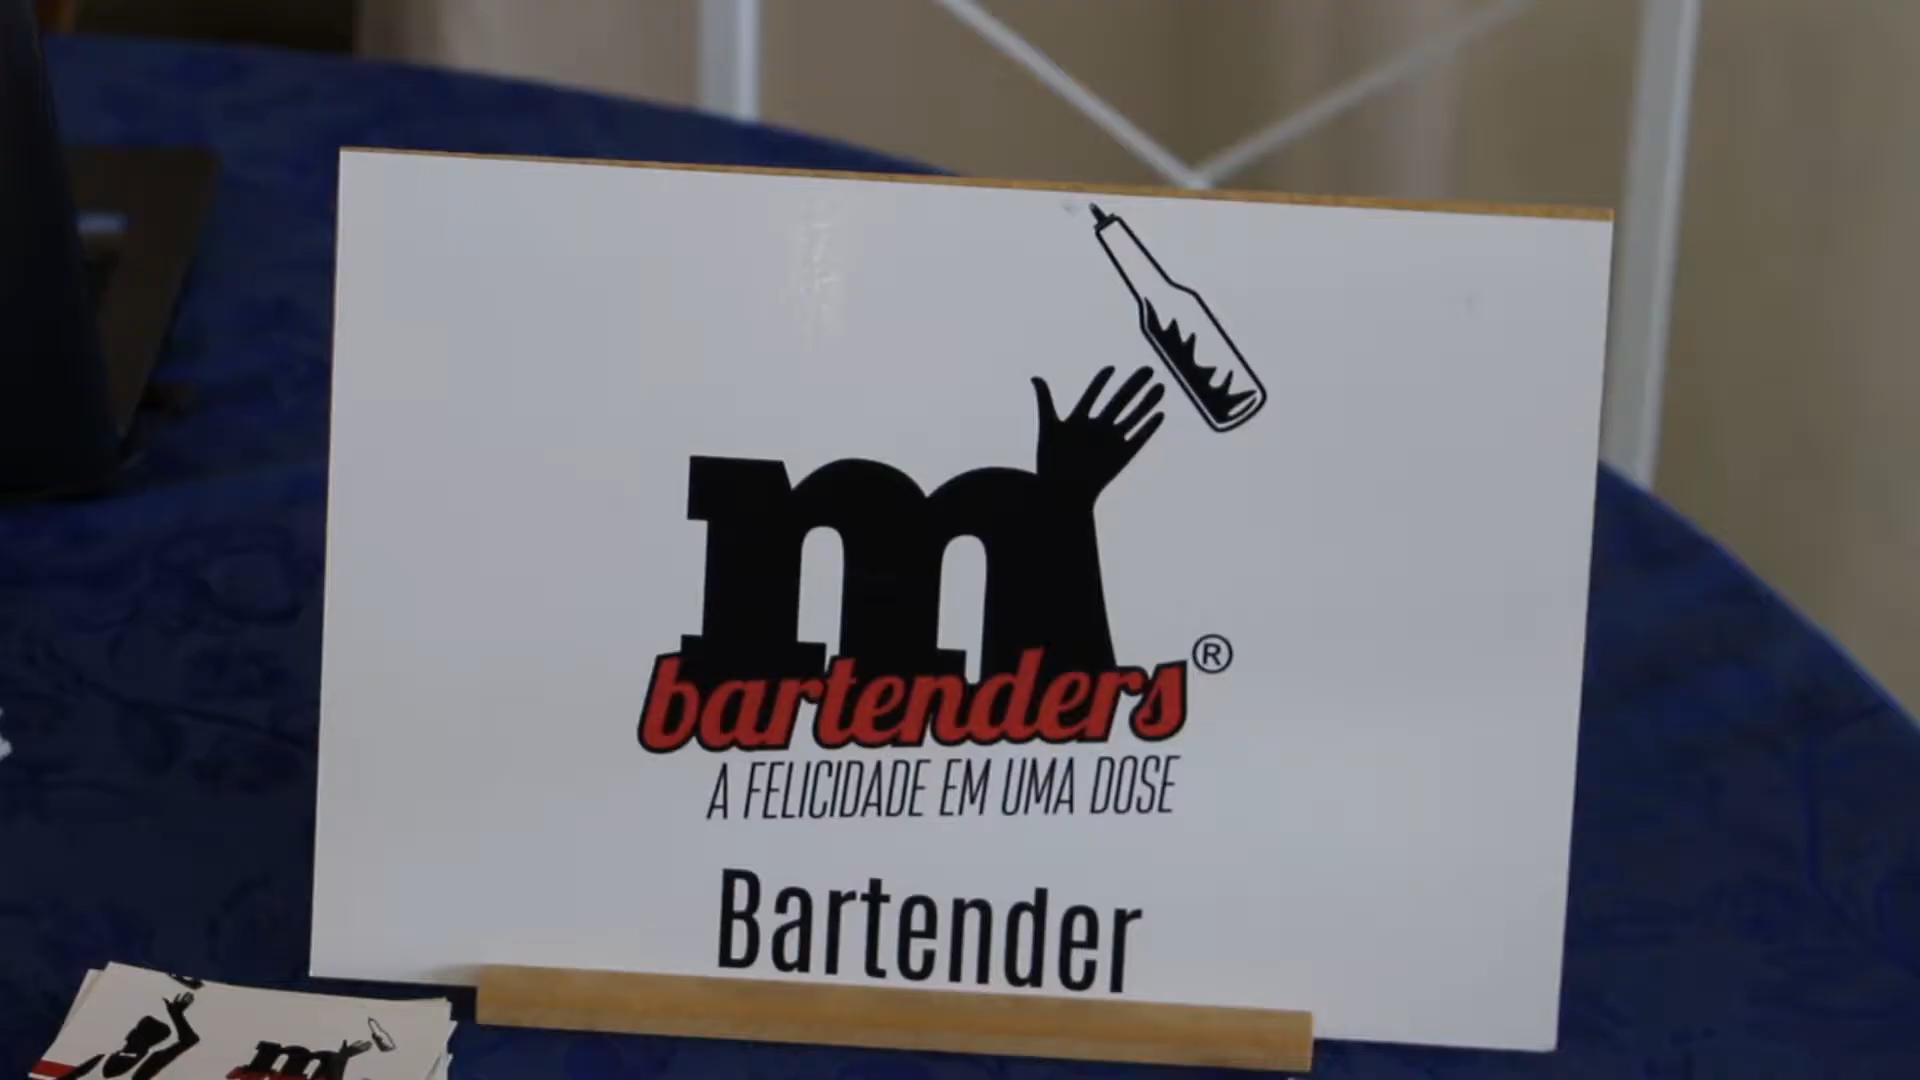 m
bartenders®
A FELICIDADE EM UMA DOSE
Bartender
m